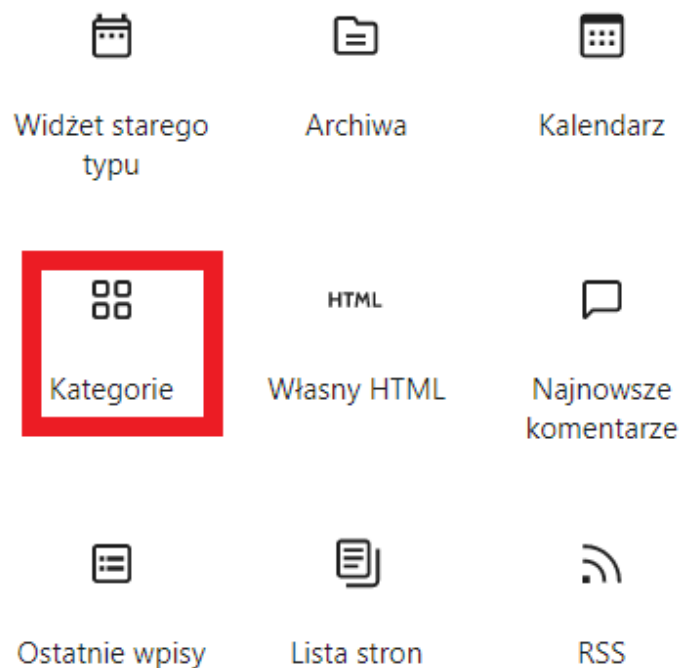 Widżet starego
typu
Archiwa
Kalendarz
Kategorie
HTML
Własny HTML
Najnowsze
komentarze
Ostatnie wpisy
Lista stron
RSS